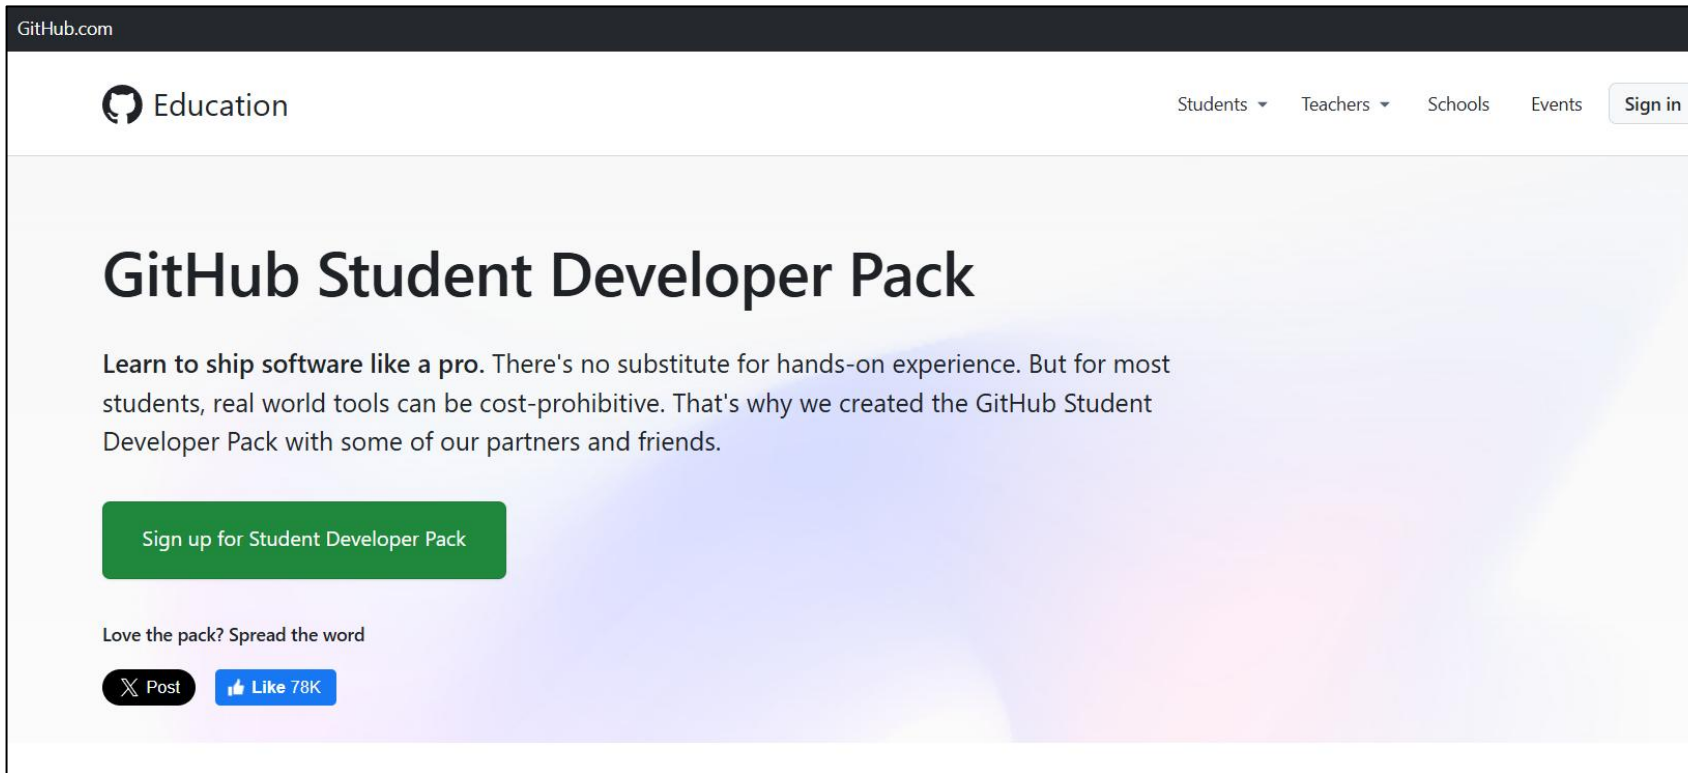 GitHub.com
Education
Students
Teachers
Schools
Events
Sign in
GitHub Student Developer Pack
Learn to ship software like a pro. There's no substitute for hands-on experience. But for most
students, real world tools can be cost-prohibitive. That's why we created the GitHub Student
Developer Pack with some of our partners and friends.
Sign up for Student Developer Pack
Love the pack? Spread the word
X Post
Like 78K